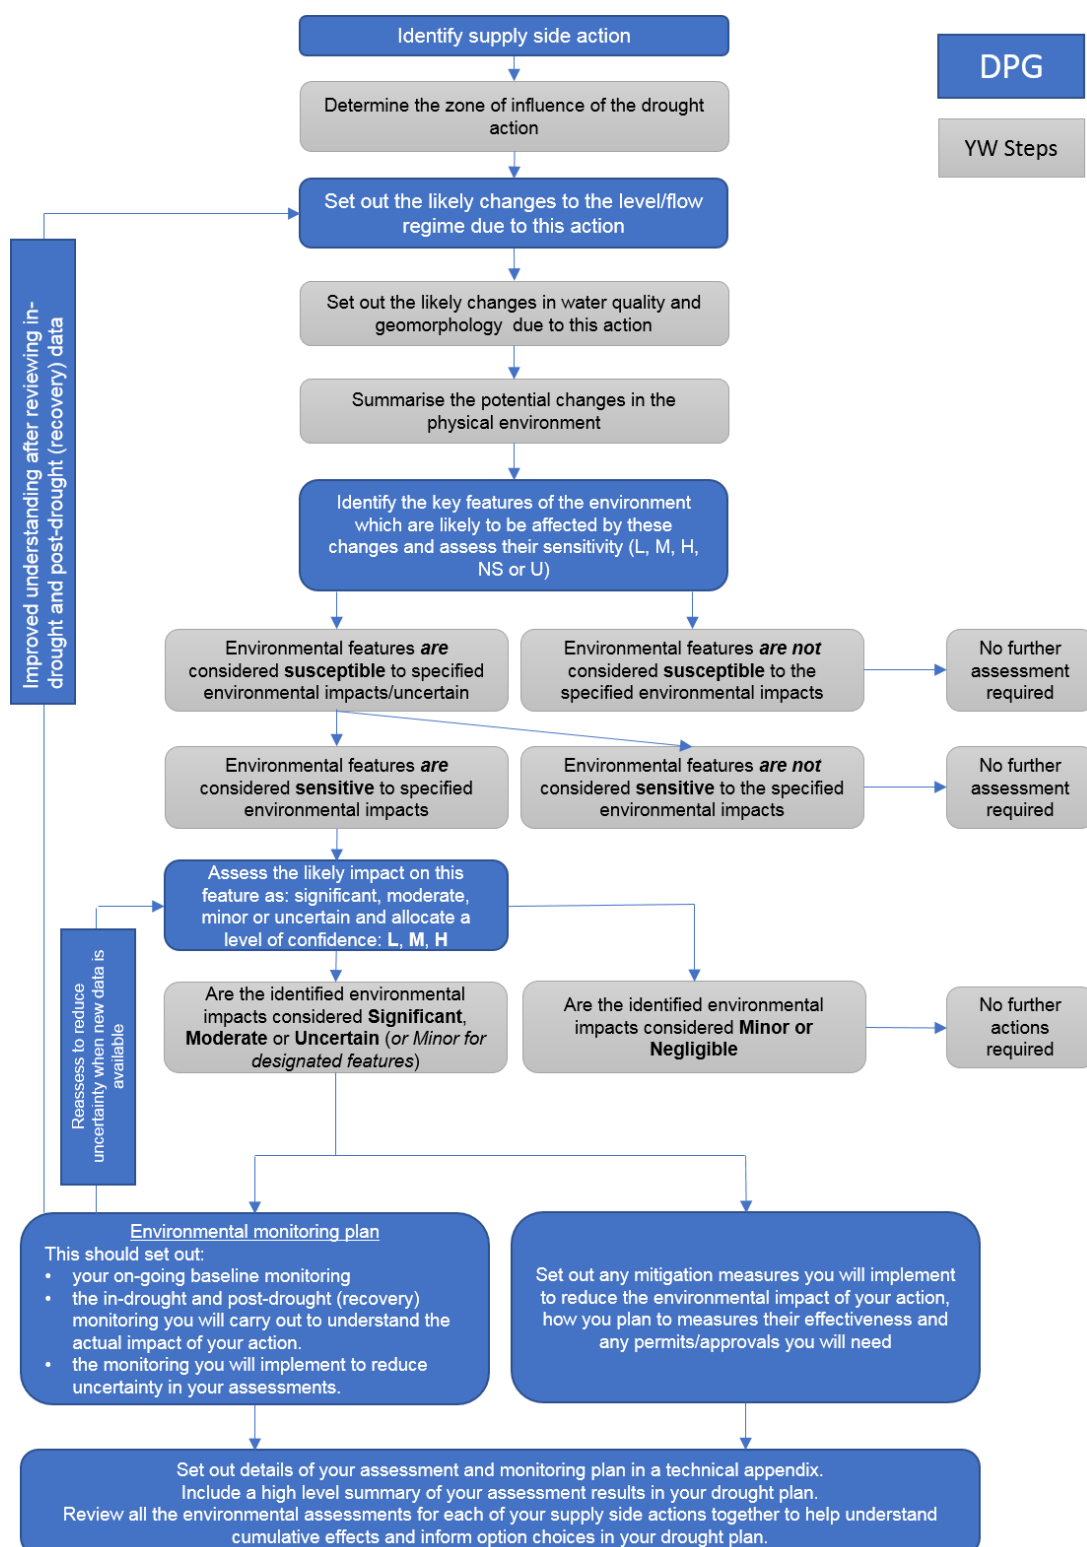 Identify supply side action
DPG
Determine the zone of influence of the drought
action
YW Steps
Set out the likely changes to the level/flow
regime due to this action
Improved understanding after reviewing in-
drought and post-drought (recovery) data
Set out the likely changes in water quality and
geomorphology due to this action
Summarise the potential changes in the
physical environment
Identify the key features of the environment
which are likely to be affected by these
changes and assess their sensitivity (L, M, H,
NS or U)
Environmental features are
considered susceptible to specified
environmental impacts/uncertain
Environmental features are not
considered susceptible to the
specified environmental impacts
No further
assessment
required
Environmental features are
considered sensitive to specified
environmental impacts
Environmental features are not
considered sensitive to the specified
environmental impacts
No further
assessment
required
Assess the likely impact on this
feature as: significant, moderate,
minor or uncertain and allocate a
level of confidence: L, M, H
Reassess to reduce
uncertainty when new data is
available
Are the identified environmental
impacts considered Significant,
Moderate or Uncertain (or Minor for
designated features)
Are the identified environmental
impacts considered Minor or
Negligible
No further
actions
required
Environmental monitoring plan
This should set out:
• your on-going baseline monitoring
• the in-drought and post-drought (recovery)
monitoring you will carry out to understand the
actual impact of your action.
• the monitoring you will implement to reduce
uncertainty in your assessments.
Set out any mitigation measures you will implement
to reduce the environmental impact of your action,
how you plan to measures their effectiveness and
any permits/approvals you will need
Set out details of your assessment and monitoring plan in a technical appendix.
Include a high level summary of your assessment results in your drought plan.
Review all the environmental assessments for each of your supply side actions together to help understand
cumulative effects and inform option choices in your drought plan.